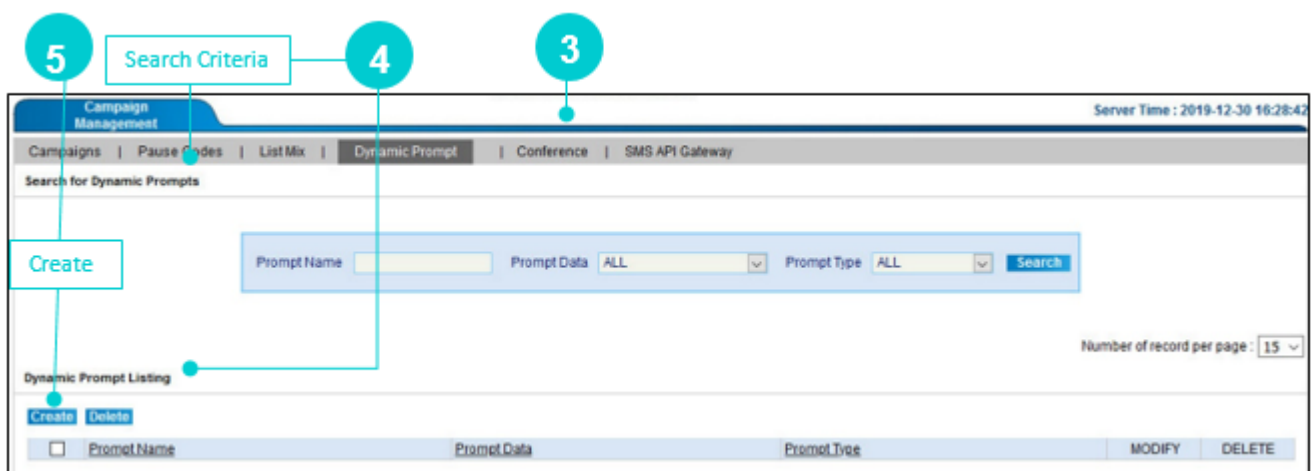 5
Search Criteria
4
3
Campaign
Management
Server Time : 2019-12-30 16:28:42
Campaigns | Pause Codes | List Mix | Dynamic Prompt | Conference | SMS API Gateway
Search for Dynamic Prompts
Create
Prompt Name Prompt Data ALL Prompt Type ALL Search
Number of record per page : 15
Dynamic Prompt Listing
Create Delete
Prompt Name Prompt Data Prompt Type MODIFY DELETE